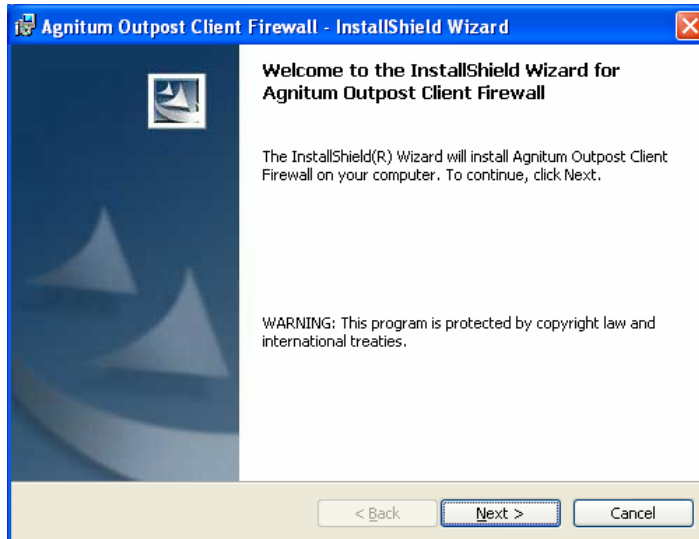 Agnitum Outpost Client Firewall - InstallShield Wizard
Welcome to the InstallShield Wizard for
Agnitum Outpost Client Firewall
The InstallShield(R) Wizard will install Agnitum Outpost Client
Firewall on your computer. To continue, click Next.
WARNING: This program is protected by copyright law and
international treaties.
< Back
Next >
Cancel